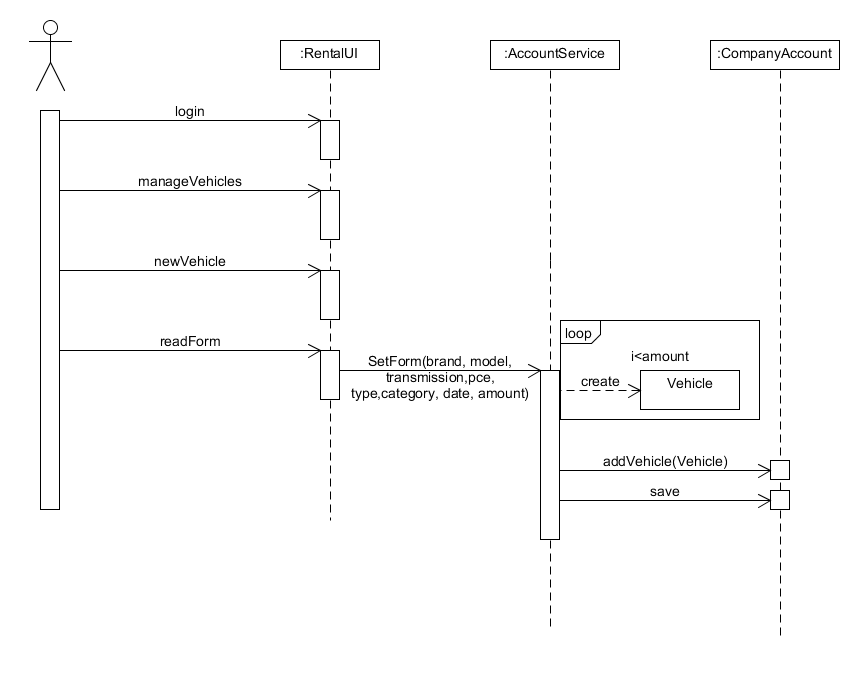 :RentalUI
:AccountService
:CompanyAccount
login
manageVehicles
newVehicle
readForm
SetForm(brand, model,
transmission,pce,
type,category, date, amount)
loop
i<amount
create
Vehicle
addVehicle(Vehicle)
save